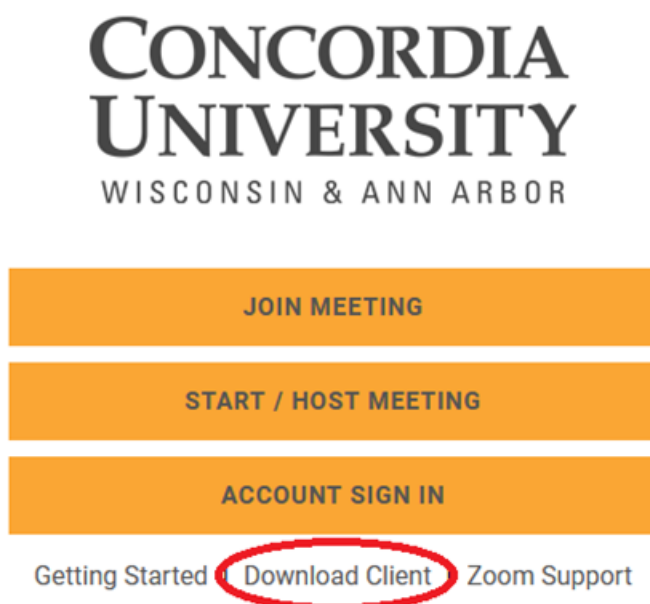 CONCORDIA
UNIVERSITY
WISCONSIN & ANN ARBOR
JOIN MEETING
START / HOST MEETING
ACCOUNT SIGN IN
Getting Started | Download Client | Zoom Support